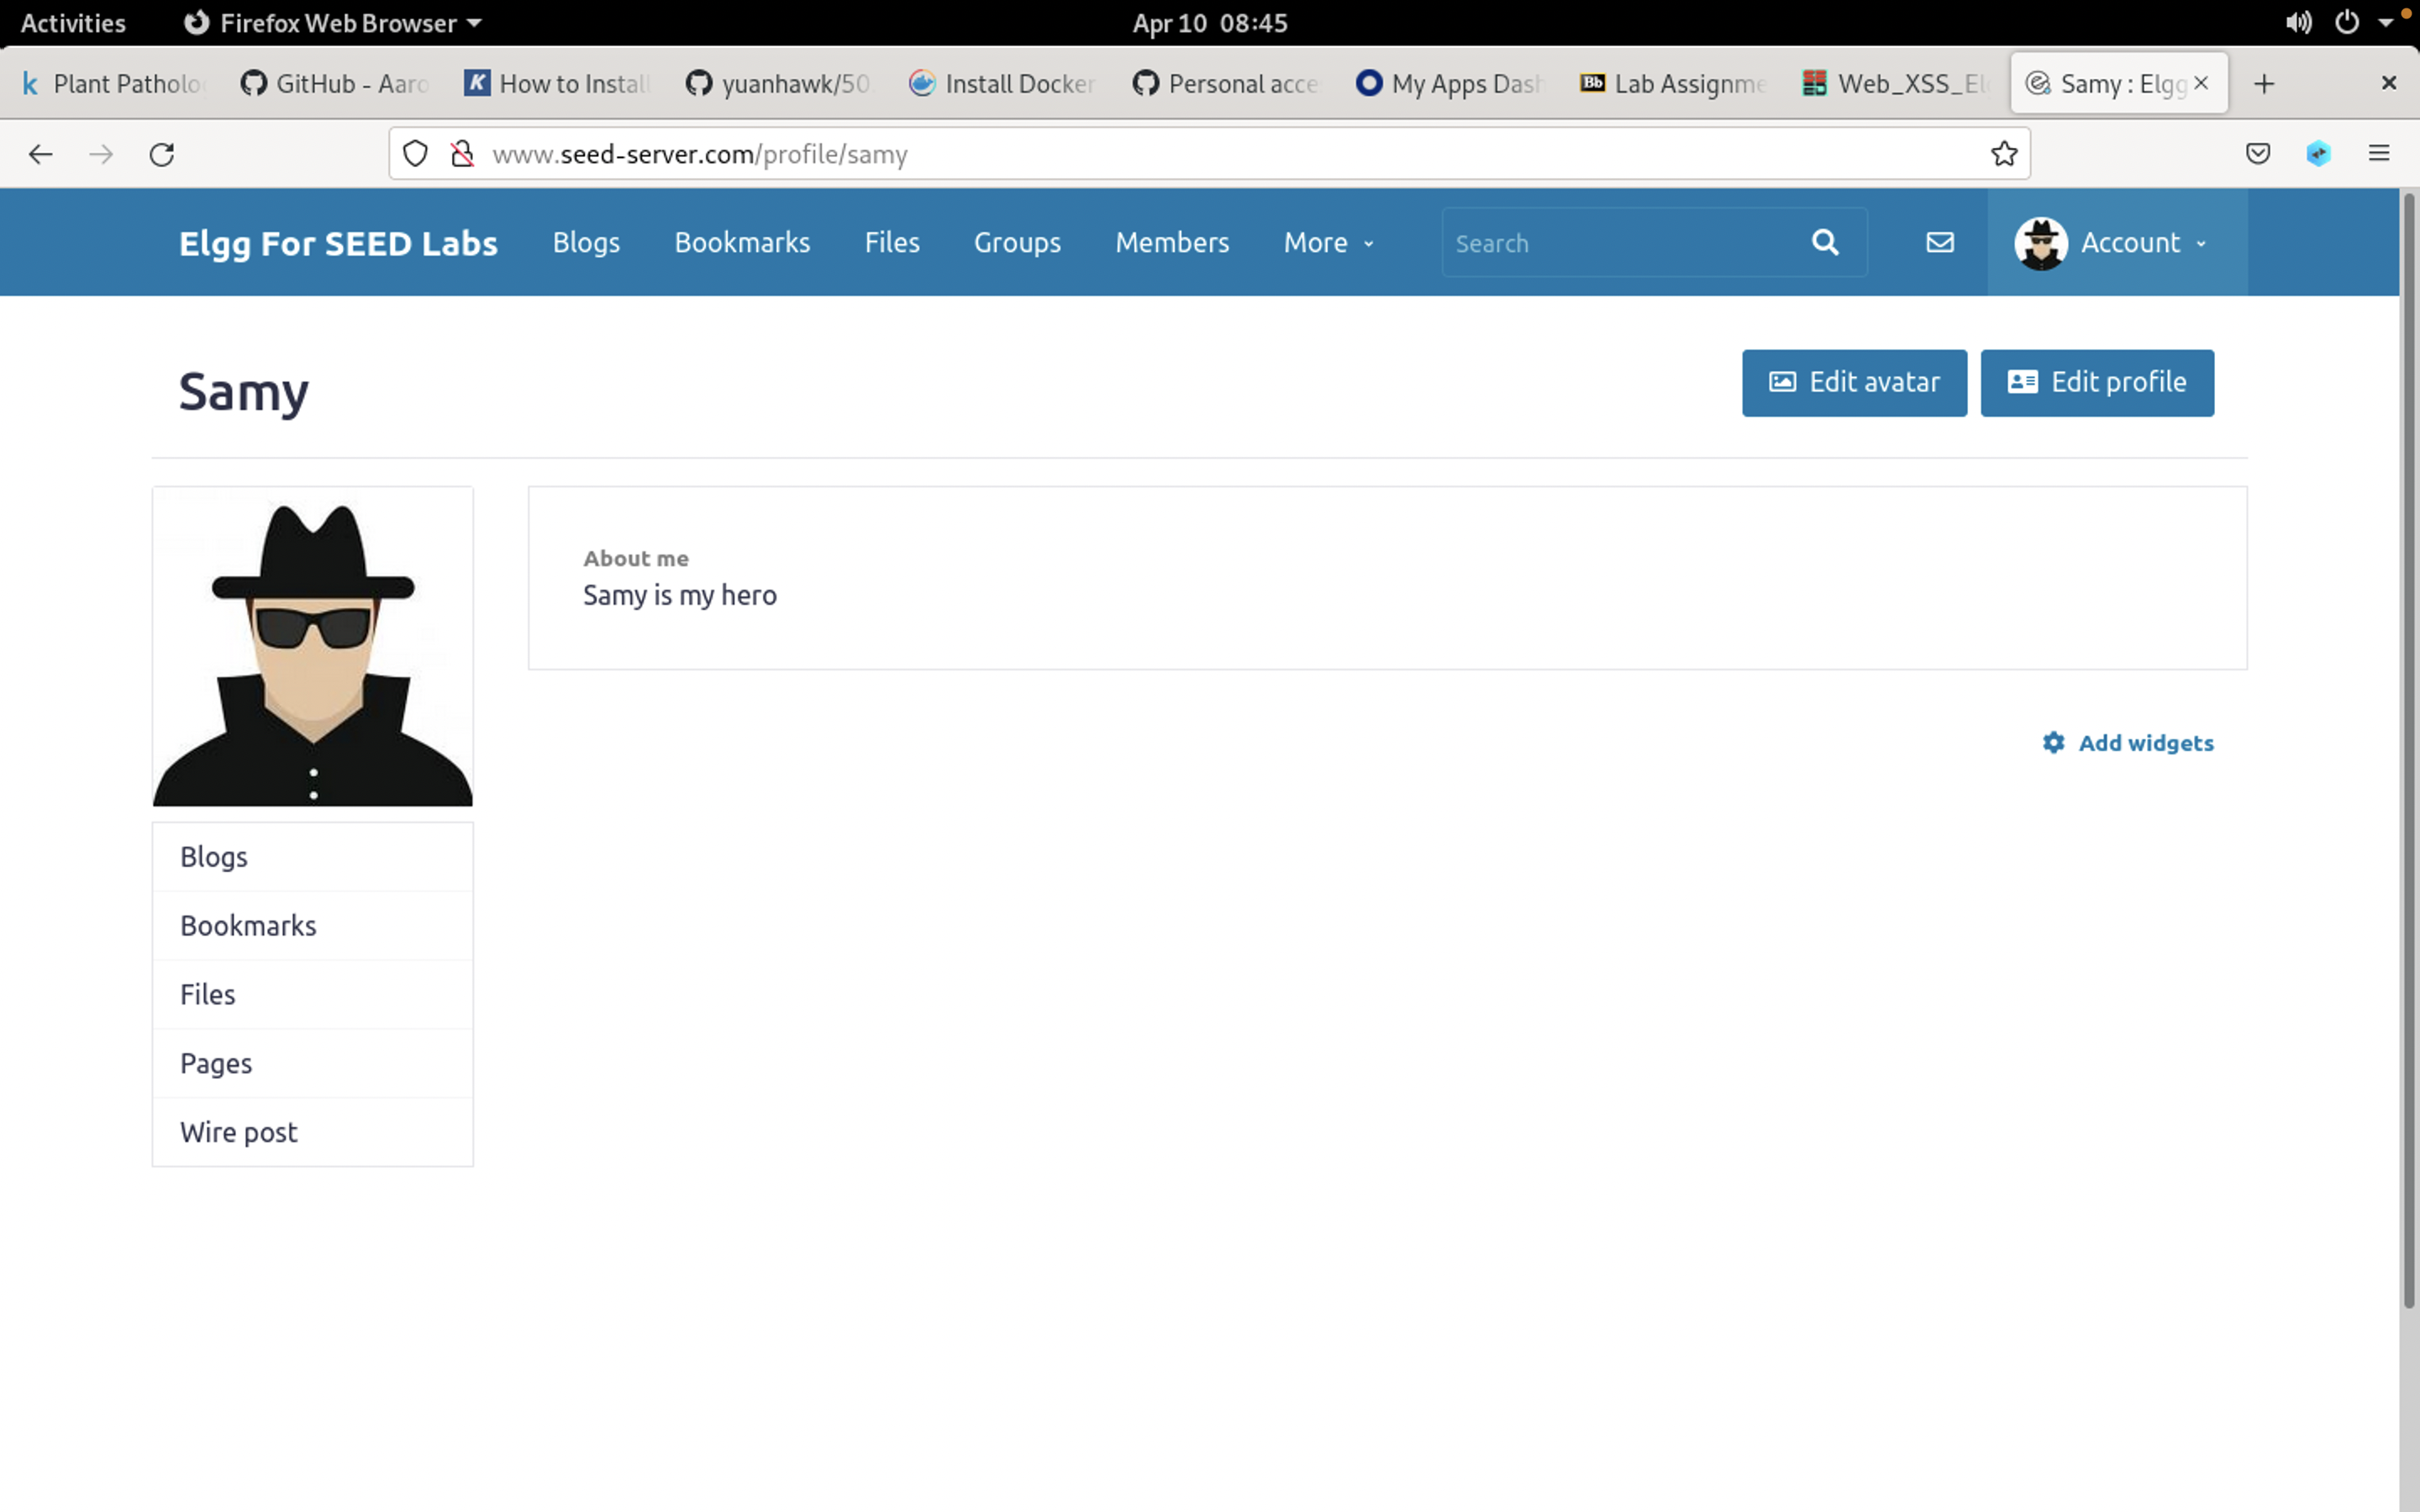 Activities Firefox Web Browser Apr 10 08:45
k Plant Patholo GitHub - Aaro K How to Install yuanhawk/50 Install Docker Personal acce My Apps Dash Bb Lab Assignme Web_XSS_El Samy : Elgg
www.seed-server.com/profile/samy
Elgg For SEED Labs Blogs Bookmarks Files Groups Members More Search Account
Samy
Edit avatar Edit profile
About me
Samy is my hero
Add widgets
Blogs
Bookmarks
Files
Pages
Wire post